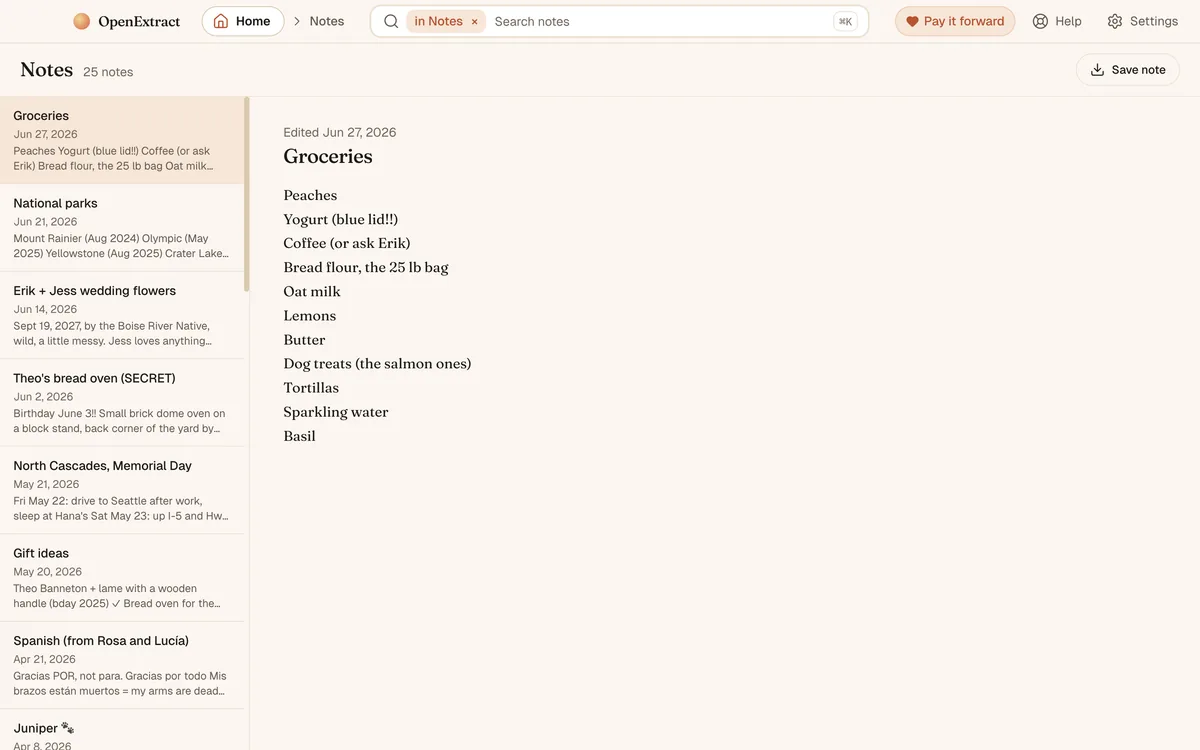 OpenExtract
Home
Notes
in Notes ×
Search notes
⌘K
Pay it forward
Help
Settings
Notes 25 notes
Save note
Groceries
Jun 27, 2026
Peaches Yogurt (blue lid!!) Coffee (or ask
Erik) Bread flour, the 25 lb bag Oat milk…
National parks
Jun 21, 2026
Mount Rainier (Aug 2024) Olympic (May
2025) Yellowstone (Aug 2025) Crater Lake…
Erik + Jess wedding flowers
Jun 14, 2026
Sept 19, 2027, by the Boise River Native,
wild, a little messy. Jess loves anything…
Theo's bread oven (SECRET)
Jun 2, 2026
Birthday June 3!! Small brick dome oven on
a block stand, back corner of the yard by…
North Cascades, Memorial Day
May 21, 2026
Fri May 22: drive to Seattle after work,
sleep at Hana's Sat May 23: up I-5 and Hw…
Gift ideas
May 20, 2026
Theo Banneton + lame with a wooden
handle (bday 2025) ✓ Bread oven for the…
Spanish (from Rosa and Lucía)
Apr 21, 2026
Gracias POR, not para. Gracias por todo Mis
brazos están muertos = my arms are dead…
Juniper 🐾
Apr 8, 2026
Edited Jun 27, 2026
Groceries
Peaches
Yogurt (blue lid!!)
Coffee (or ask Erik)
Bread flour, the 25 lb bag
Oat milk
Lemons
Butter
Dog treats (the salmon ones)
Tortillas
Sparkling water
Basil